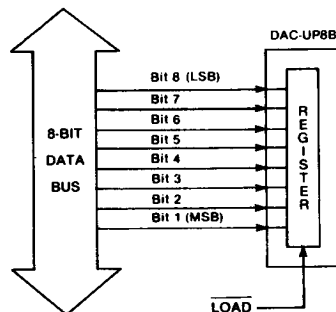 DAC-UP8B
Bit 8 (LSB)
Bit 7
Bit 6
Bit 5
Bit 4
Bit 3
Bit 2
Bit 1 (MSB)
8-BIT
DATA
BUS
REGISTER
LOAD